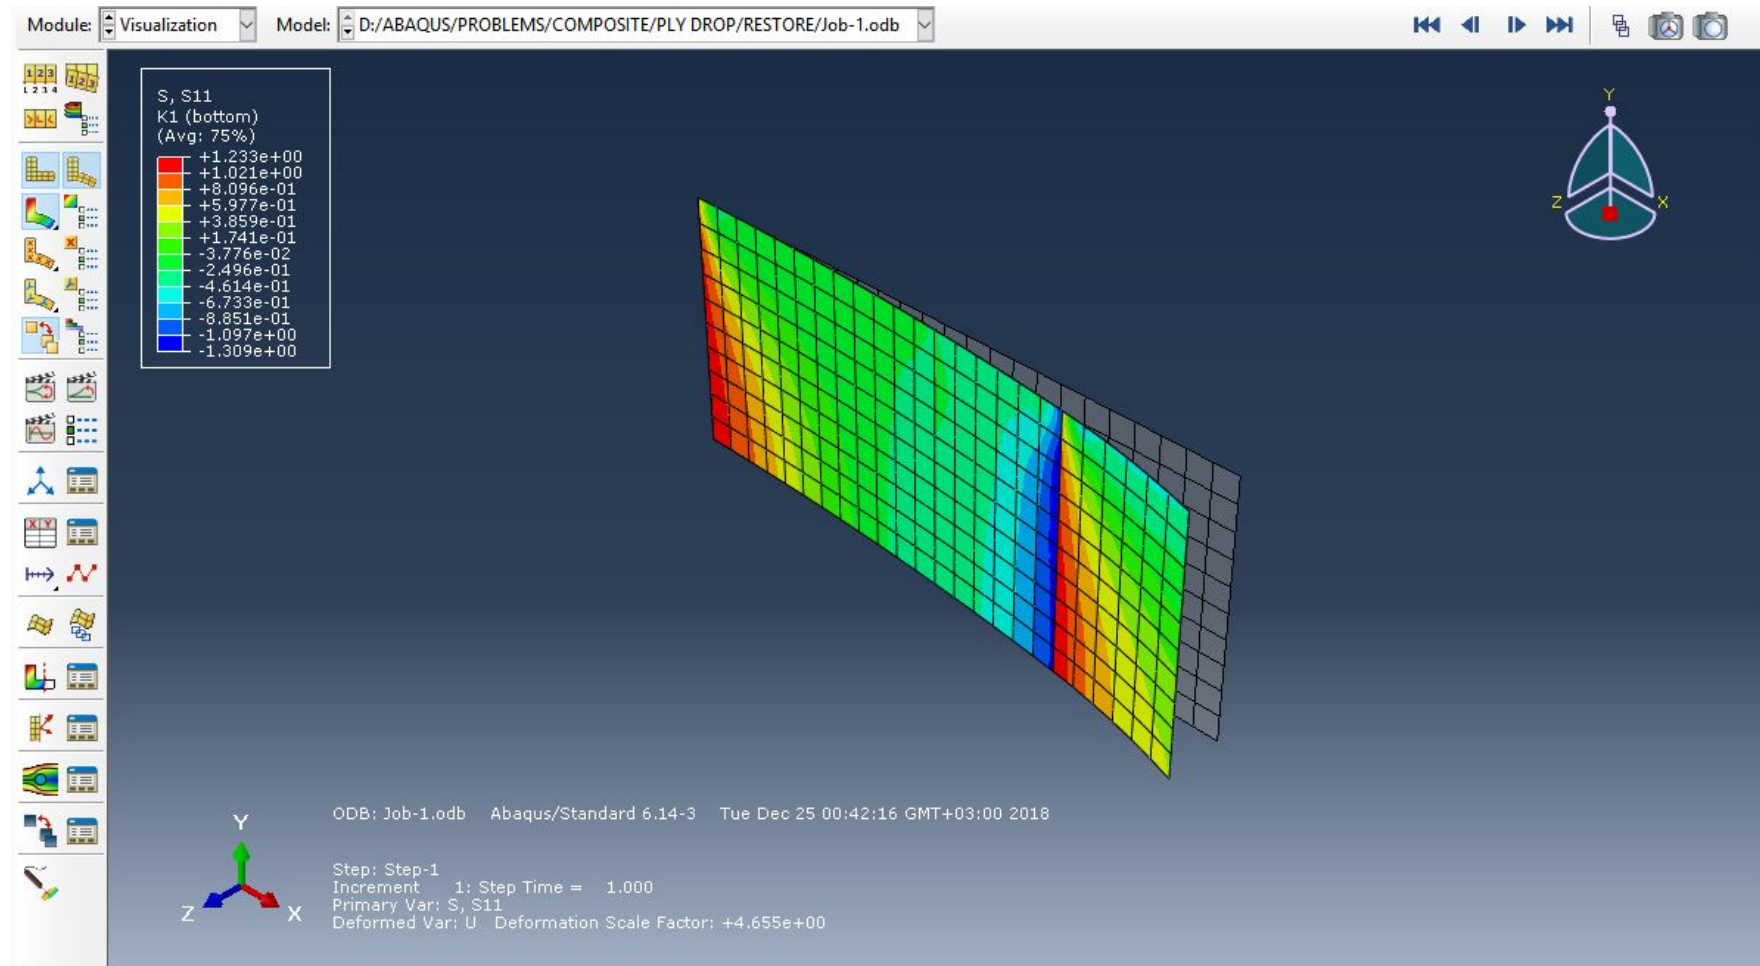 Module: Visualization Model: D:/ABAQUS/PROBLEMS/COMPOSITE/PLY DROP/RESTORE/Job-1.odb
S, S11
K1 (bottom)
(Avg: 75%)
+1.233e+00
+1.021e+00
+8.096e-01
+5.977e-01
+3.859e-01
+1.741e-01
-3.776e-02
-2.496e-01
-4.614e-01
-6.733e-01
-8.851e-01
-1.097e+00
-1.309e+00
Y
Z
X
Y
Z
X
ODB: Job-1.odb Abaqus/Standard 6.14-3 Tue Dec 25 00:42:16 GMT+03:00 2018
Step: Step-1
Increment 1: Step Time = 1.000
Primary Var: S, S11
Deformed Var: U Deformation Scale Factor: +4.655e+00